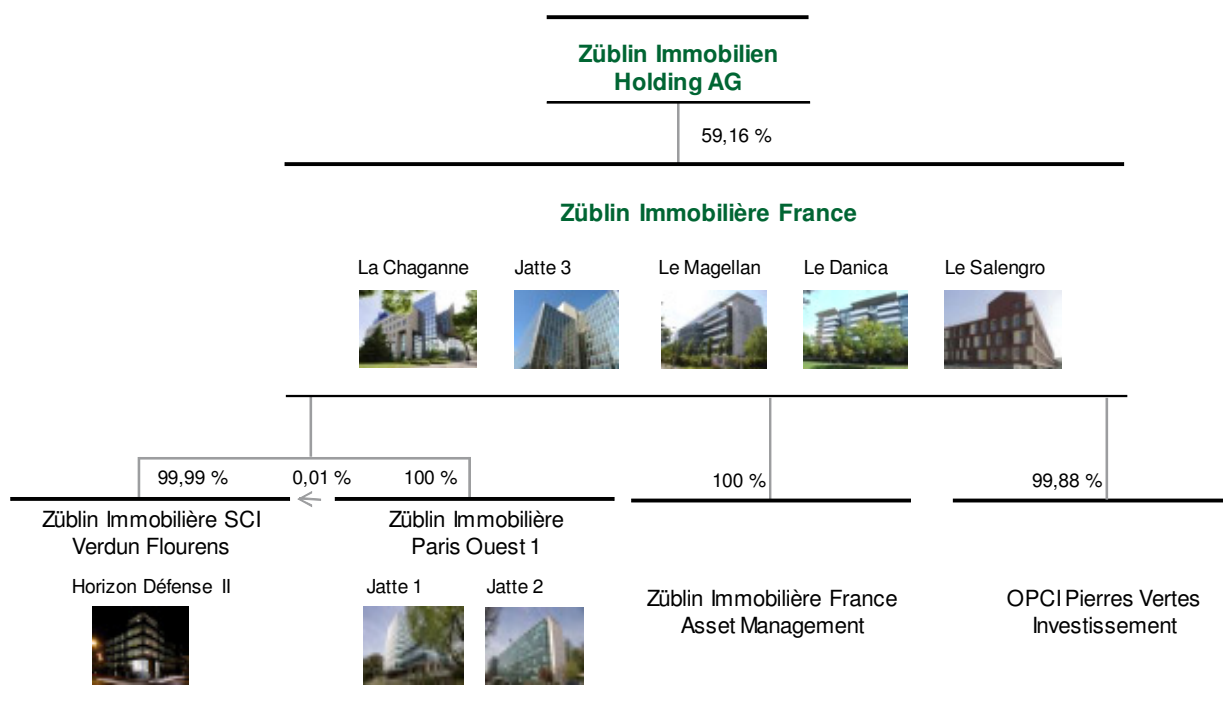 Züblin Immobilien
Holding AG
59,16 %
Züblin Immobilière France
La Chaganne Jatte 3 Le Magellan Le Danica Le Salengro
99,99 % 0,01 % 100 % 100 % 99,88 %
Züblin Immobilière SCI
Verdun Flourens
Horizon Défense II
Züblin Immobilière
Paris Ouest 1
Jatte 1 Jatte 2
Züblin Immobilière France
Asset Management
OPCI Pierres Vertes
Investissement